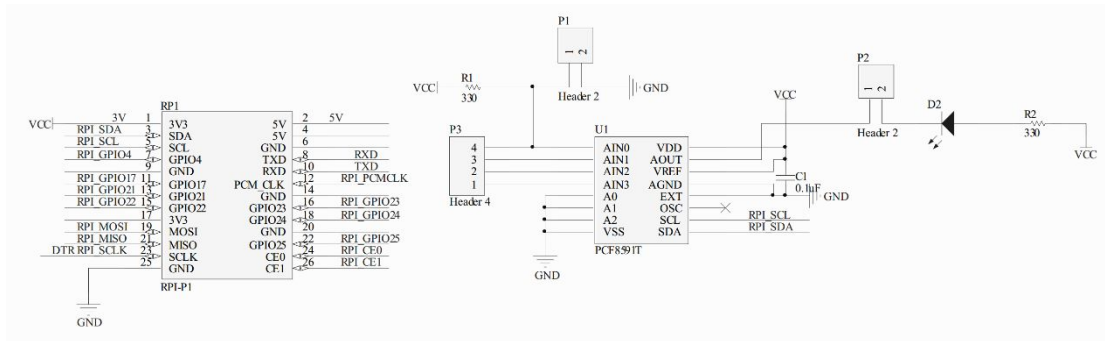 P1
1 2
Header 2
GND
R1
330
VCC
P2
1 2
Header 2
D2
R2
330
VCC
VCC
RP1
VCC 3V 1 3V3 5V 2 5V
RPI_SDA 3 SDA 5V 4
RPI_SCL 5 SCL GND 6
RPI_GPIO4 7 GPIO4 TXD 8 RXD
9 GND RXD 10 TXD
RPI_GPIO17 11 GPIO17 PCM_CLK 12 RPI_PCMCLK
RPI_GPIO21 13 GPIO21 GND 14
RPI_GPIO22 15 GPIO22 GPIO23 16 RPI_GPIO23
17 3V3 GPIO24 18 RPI_GPIO24
RPI_MOSI 19 MOSI GND 20
RPI_MISO 21 MISO GPIO25 22 RPI_GPIO25
DTR RPI_SCLK 23 SCLK CE0 24 RPI_CE0
25 GND CE1 26 RPI_CE1
RPI-P1
GND
P3
4
3
2
1
Header 4
U1
AIN0 VDD
AIN1 AOUT
AIN2 VREF
AIN3 AGND
A0 EXT
A1 OSC
A2 SCL RPI_SCL
VSS SDA RPI_SDA
PCF8591T
GND
C1
0.1uF
GND